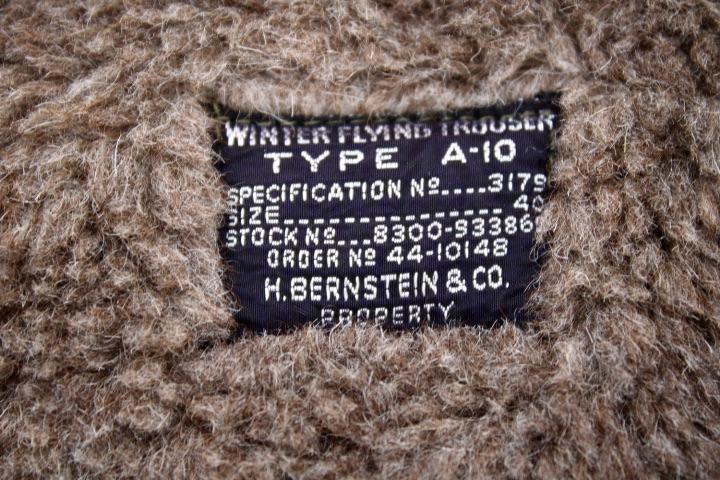 WINTER FLYING TROUSER
TYPE A-10
SPECIFICATION Nº....3179
SIZE.................40
STOCK Nº...8300-933869
ORDER Nº 44-10148
H.BERNSTEIN & CO.
PROPERTY